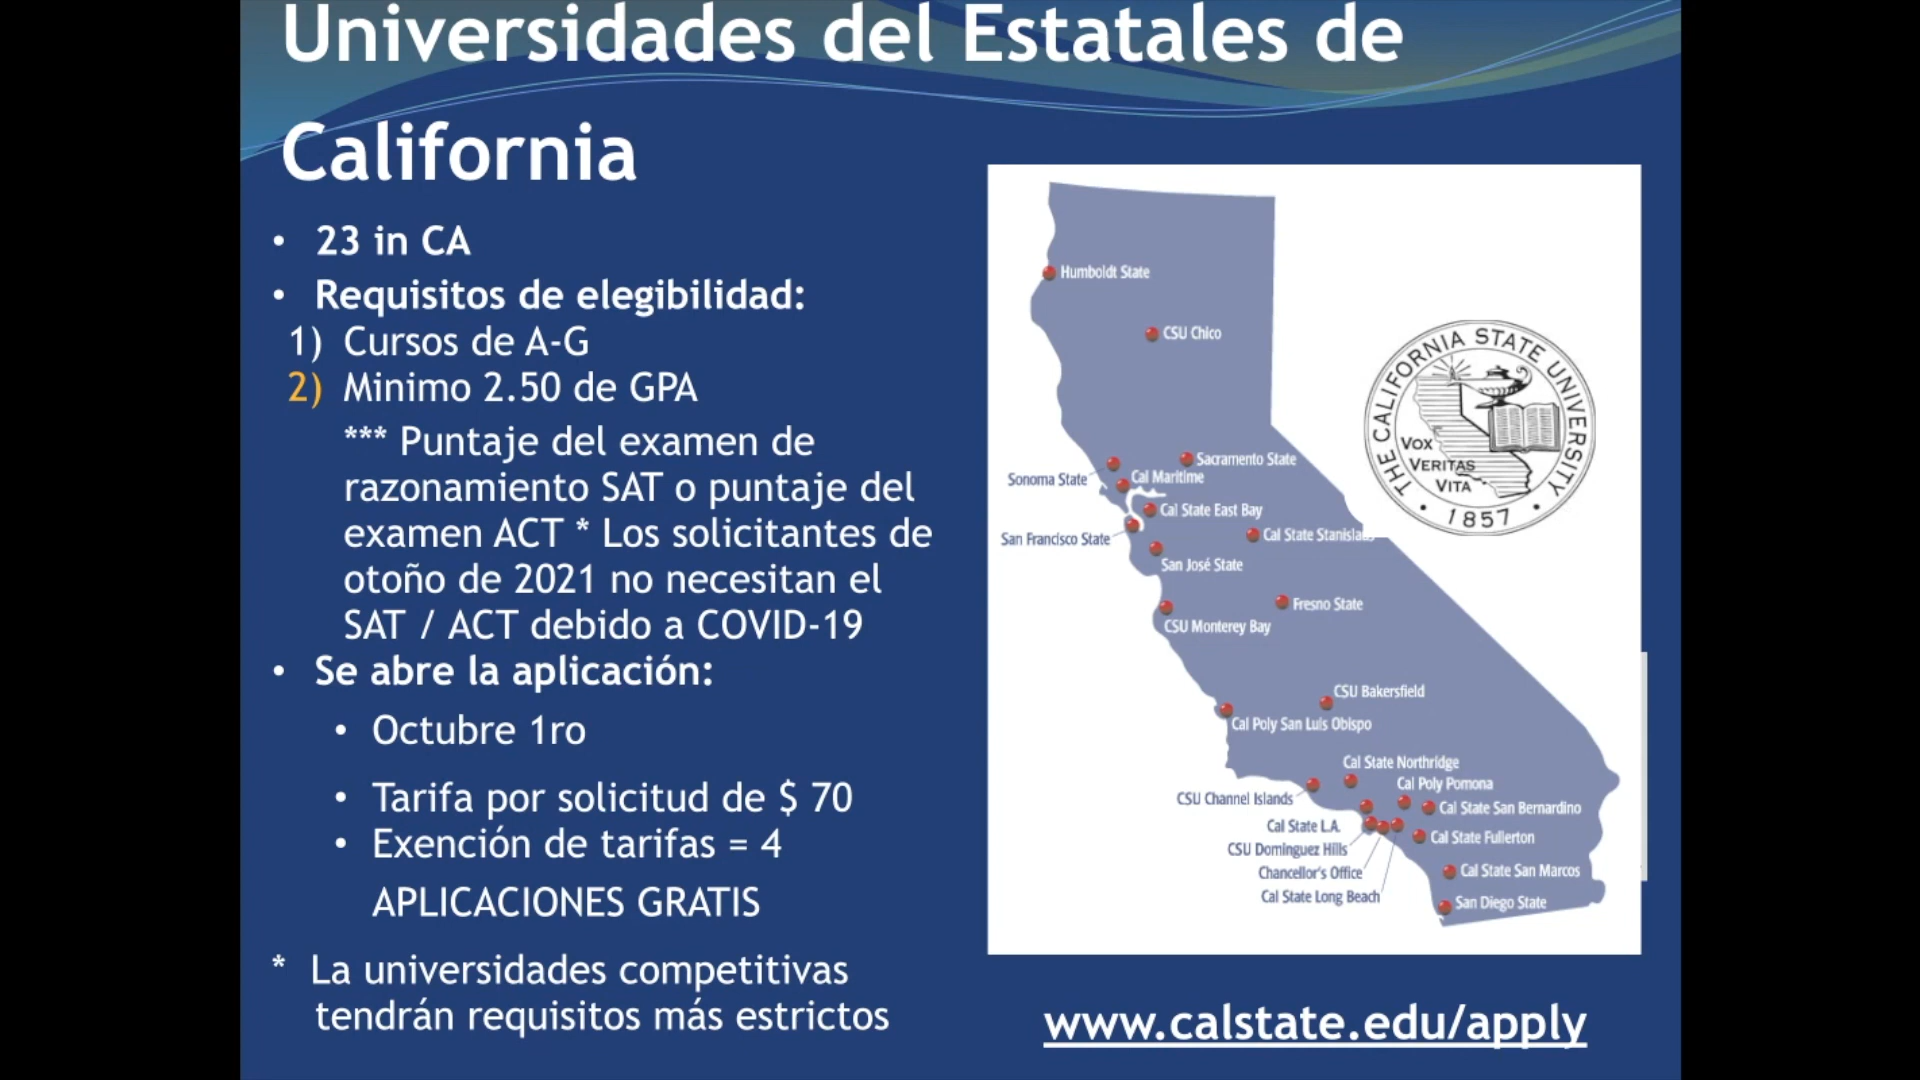 Universidades del Estatales de
California
• 23 in CA
• Requisitos de elegibilidad:
1) Cursos de A-G
2) Minimo 2.50 de GPA
*** Puntaje del examen de
razonamiento SAT o puntaje del
examen ACT * Los solicitantes de
otoño de 2021 no necesitan el
SAT / ACT debido a COVID-19
• Se abre la aplicación:
• Octubre 1ro
• Tarifa por solicitud de $ 70
• Exención de tarifas = 4
APLICACIONES GRATIS
* La universidades competitivas
tendrán requisitos más estrictos
Humboldt State
CSU Chico
Sonoma State
Sacramento State
Cal Maritime
Cal State East Bay
San Francisco State
Cal State Stanislaus
San José State
Fresno State
CSU Monterey Bay
CSU Bakersfield
Cal Poly San Luis Obispo
Cal State Northridge
Cal Poly Pomona
CSU Channel Islands
Cal State San Bernardino
Cal State L.A.
Cal State Fullerton
CSU Dominguez Hills
Chancellor's Office
Cal State San Marcos
Cal State Long Beach
San Diego State
THE CALIFORNIA STATE UNIVERSITY
VOX
VERITAS
VITA
• 1857 •
www.calstate.edu/apply